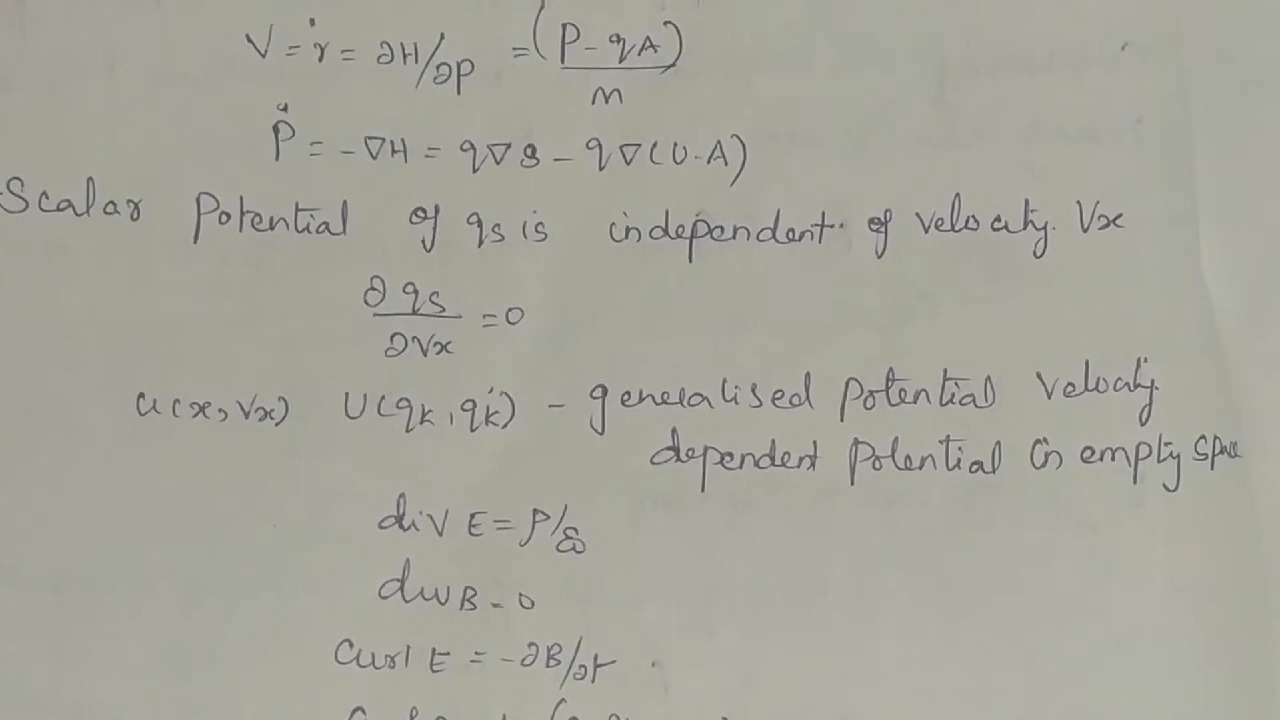 V = ṙ = ∂H/∂P = (P - qA)/m
Ṗ = -∇H = q∇s - q∇(U·A)
Scalar Potential of qs is independent of velocity. Vx
∂qs/∂Vx = 0
u(x, Vx) U(qk, q̇k) - generalised potential velocity
dependent potential in empty space
div E = ρ/ε₀
div B = 0
Curl E = -∂B/∂t